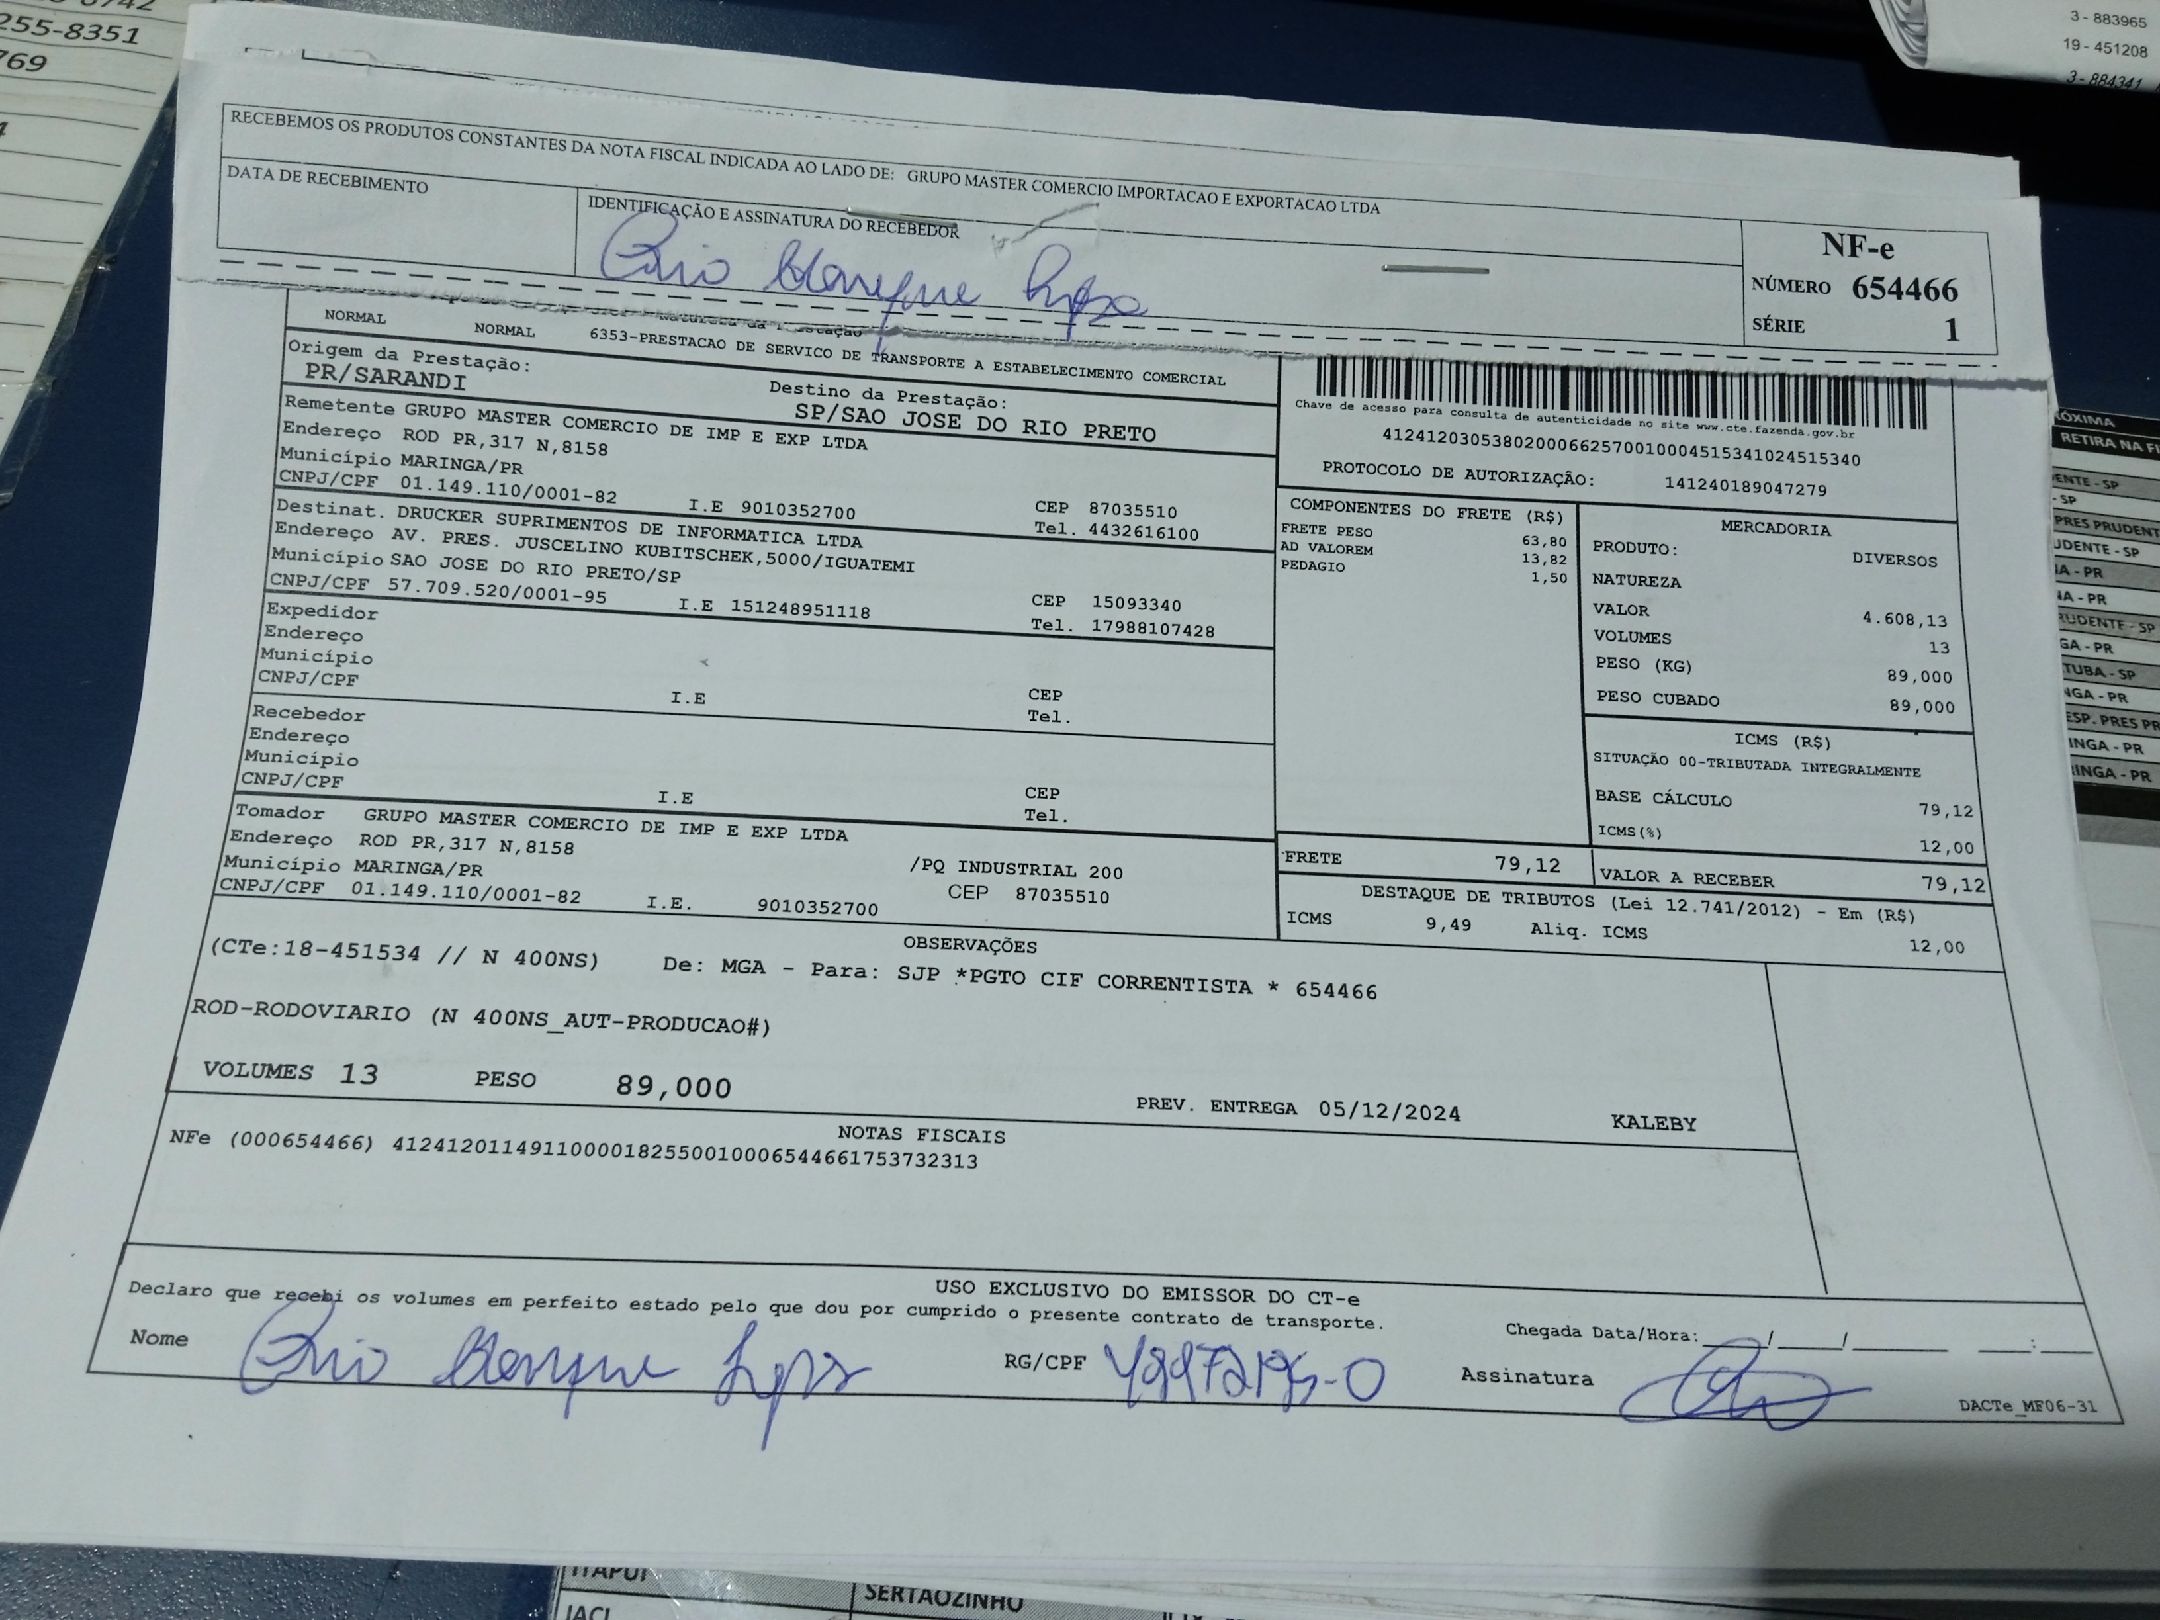 255-8351
769
3 - 883965
19 - 451208
3 - 884341
RECEBEMOS OS PRODUTOS CONSTANTES DA NOTA FISCAL INDICADA AO LADO DE: GRUPO MASTER COMERCIO IMPORTACAO E EXPORTACAO LTDA
DATA DE RECEBIMENTO
IDENTIFICAÇÃO E ASSINATURA DO RECEBEDOR
NF-e
NÚMERO 654466
SÉRIE 1
NORMAL NORMAL 6353-PRESTACAO DE SERVICO DE TRANSPORTE A ESTABELECIMENTO COMERCIAL
Origem da Prestação:
PR/SARANDI
Destino da Prestação:
SP/SAO JOSE DO RIO PRETO
Remetente GRUPO MASTER COMERCIO DE IMP E EXP LTDA
Endereço ROD PR,317 N,8158
Município MARINGA/PR
CEP 87035510
CNPJ/CPF 01.149.110/0001-82 I.E 9010352700 Tel. 4432616100
Destinat. DRUCKER SUPRIMENTOS DE INFORMATICA LTDA
Endereço AV. PRES. JUSCELINO KUBITSCHEK,5000/IGUATEMI
Município SAO JOSE DO RIO PRETO/SP CEP 15093340
CNPJ/CPF 57.709.520/0001-95 I.E 151248951118 Tel. 17988107428
Expedidor
Endereço
Município CEP
CNPJ/CPF I.E Tel.
Recebedor
Endereço
Município CEP
CNPJ/CPF I.E Tel.
Tomador GRUPO MASTER COMERCIO DE IMP E EXP LTDA
Endereço ROD PR,317 N,8158 /PQ INDUSTRIAL 200
Município MARINGA/PR CEP 87035510
CNPJ/CPF 01.149.110/0001-82 I.E. 9010352700
Chave de acesso para consulta de autenticidade no site www.cte.fazenda.gov.br
41241203053802000662570010004515341024515340
PROTOCOLO DE AUTORIZAÇÃO: 141240189047279
COMPONENTES DO FRETE (R$)
FRETE PESO 63,80
AD VALOREM 13,82
PEDAGIO 1,50
MERCADORIA
PRODUTO: DIVERSOS
NATUREZA
VALOR 4.608,13
VOLUMES 13
PESO (KG) 89,000
PESO CUBADO 89,000
ICMS (R$)
SITUAÇÃO 00-TRIBUTADA INTEGRALMENTE
BASE CÁLCULO 79,12
ICMS(%) 12,00
FRETE 79,12 VALOR A RECEBER 79,12
DESTAQUE DE TRIBUTOS (Lei 12.741/2012) - Em (R$)
ICMS 9,49 Aliq. ICMS 12,00
OBSERVAÇÕES
(CTe:18-451534 // N 400NS) De: MGA - Para: SJP *PGTO CIF CORRENTISTA * 654466
ROD-RODOVIARIO (N 400NS_AUT-PRODUCAO#)
VOLUMES 13 PESO 89,000 PREV. ENTREGA 05/12/2024 KALEBY
NOTAS FISCAIS
NFe (000654466) 41241201149110000182550010006544661753732313
USO EXCLUSIVO DO EMISSOR DO CT-e
Declaro que recebi os volumes em perfeito estado pelo que dou por cumprido o presente contrato de transporte.
Chegada Data/Hora: ___/___/___ __:__
Nome
RG/CPF
Assinatura
DACTe_MF06-31
RETIRA NA
ITAPUI
SERTAOZINHO
JACI